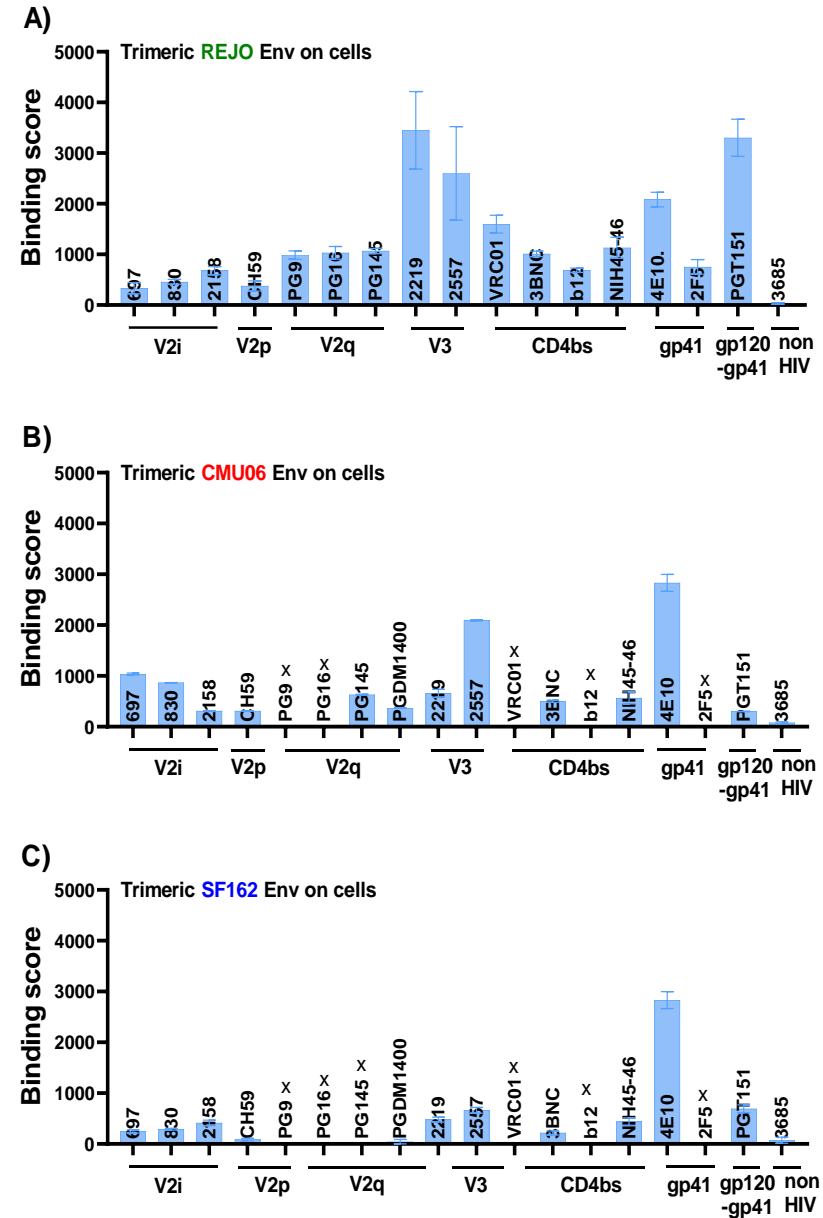 A)
Trimeric REJO Env on cells
Binding score
5000
4000
3000
2000
1000
0
697 830 2158 CH59 PG9 PG16 PG145 2219 2557 VRC01 3BNC b12 NIH45-46 4E10. 2F5 PGT151 3685
V2i V2p V2q V3 CD4bs gp41 gp120 non
-gp41 HIV
B)
Trimeric CMU06 Env on cells
Binding score
5000
4000
3000
2000
1000
0
x x x x x
697 830 2158 CH59 PG9 PG16 PG145 PGDM1400 2219 2557 VRC01 3BNC b12 NIH45-46 4E10 2F5 PGT151 3685
V2i V2p V2q V3 CD4bs gp41 gp120 non
-gp41 HIV
C)
Trimeric SF162 Env on cells
Binding score
5000
4000
3000
2000
1000
0
x x x x x x
697 830 2158 CH59 PG9 PG16 PG145 PGDM1400 2219 2557 VRC01 3BNC b12 NIH45-46 4E10 2F5 PGT151 3685
V2i V2p V2q V3 CD4bs gp41 gp120 non
-gp41 HIV